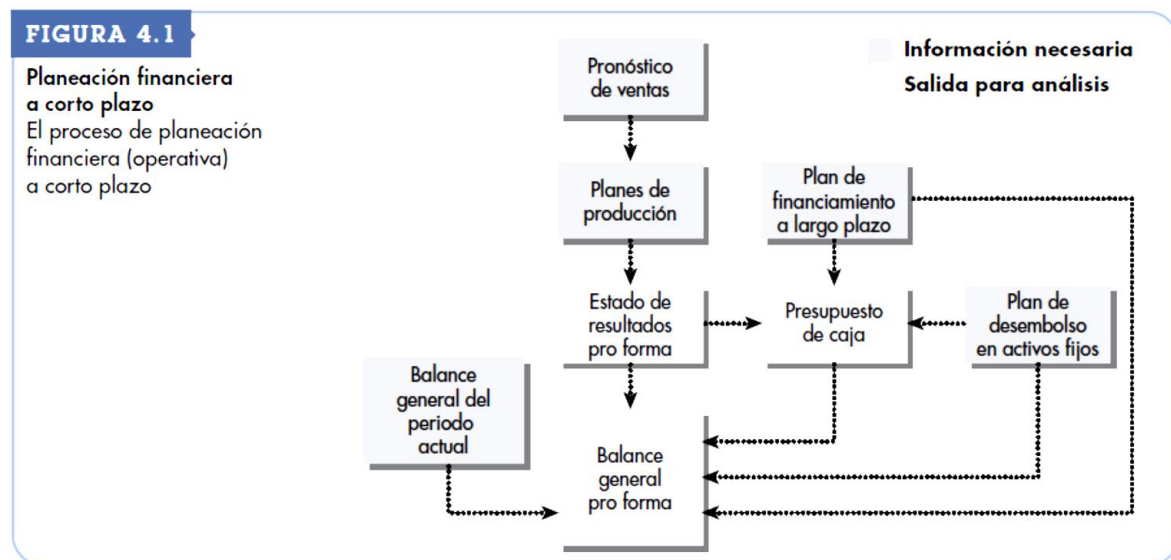 FIGURA 4.1
Planeación financiera
a corto plazo
El proceso de planeación
financiera (operativa)
a corto plazo
Información necesaria
Salida para análisis
Pronóstico
de ventas
Planes de
producción
Plan de
financiamiento
a largo plazo
Estado de
resultados
pro forma
Presupuesto
de caja
Plan de
desembolso
en activos fijos
Balance
general del
periodo
actual
Balance
general
pro forma